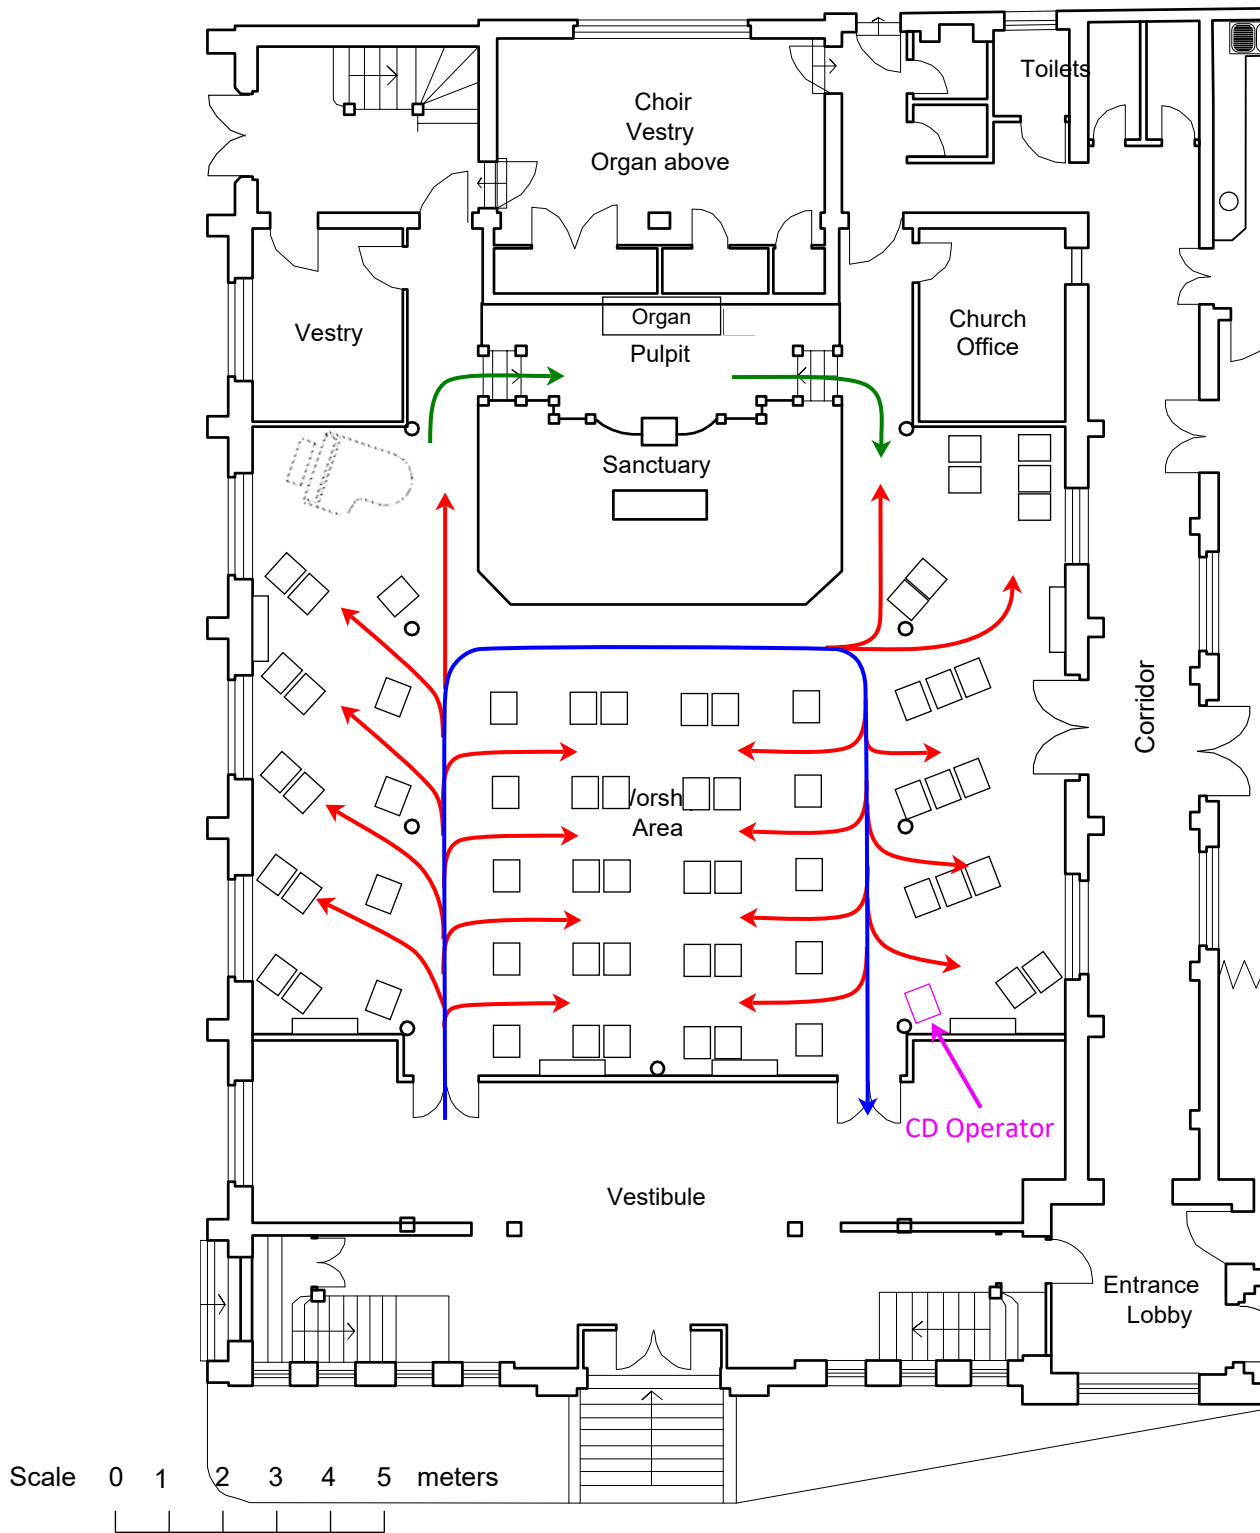 Toilets
Choir
Vestry
Organ above
Organ
Pulpit
Vestry
Church
Office
Sanctuary
Corridor
/orsh
Area
CD Operator
Vestibule
Entrance
Lobby
Scale 0 1 2 3 4 5 meters